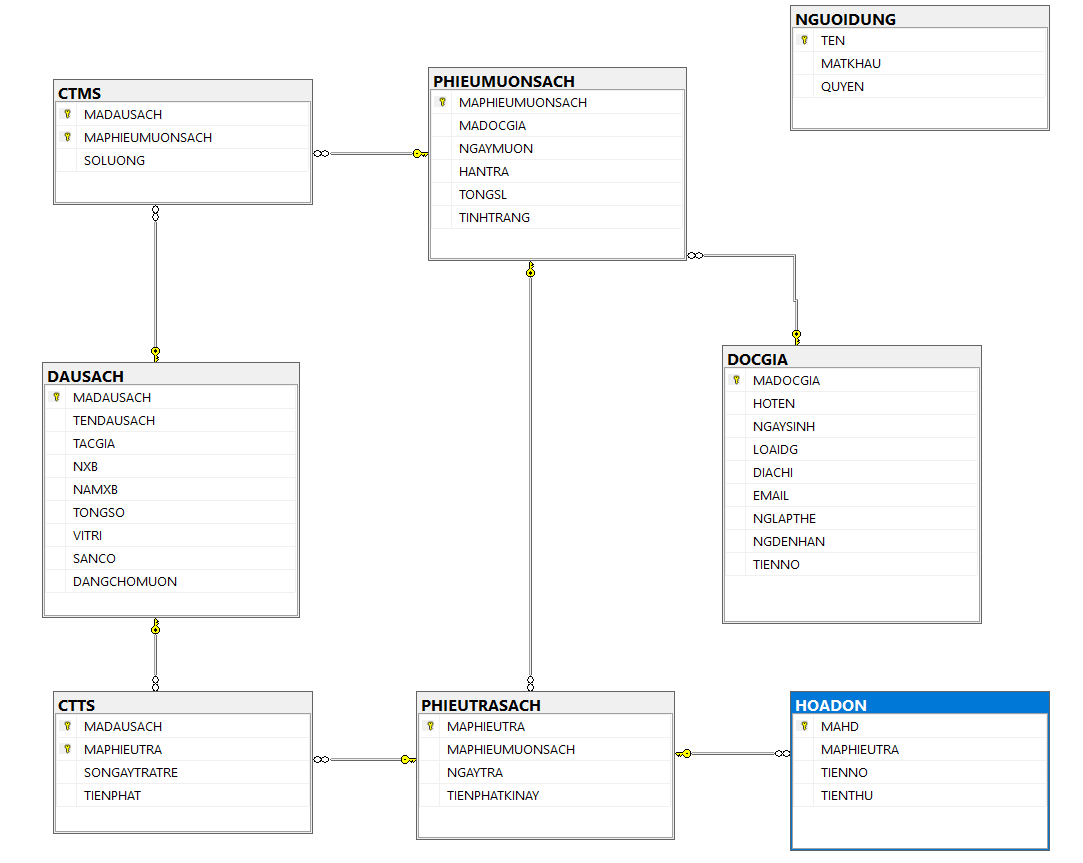 NGUOIDUNG
TEN
MATKHAU
QUYEN
CTMS
MADAUSACH
MAPHIEUMUONSACH
SOLUONG
PHIEUMUONSACH
MAPHIEUMUONSACH
MADOCGIA
NGAYMUON
HANTRA
TONGSL
TINHTRANG
DAUSACH
MADAUSACH
TENDAUSACH
TACGIA
NXB
NAMXB
TONGSO
VITRI
SANCO
DANGCHOMUON
DOCGIA
MADOCGIA
HOTEN
NGAYSINH
LOAIDG
DIACHI
EMAIL
NGLAPTHE
NGDENHAN
TIENNO
CTTS
MADAUSACH
MAPHIEUTRA
SONGAYTRATRE
TIENPHAT
PHIEUTRASACH
MAPHIEUTRA
MAPHIEUMUONSACH
NGAYTRA
TIENPHATKINAY
HOADON
MAHD
MAPHIEUTRA
TIENNO
TIENTHU